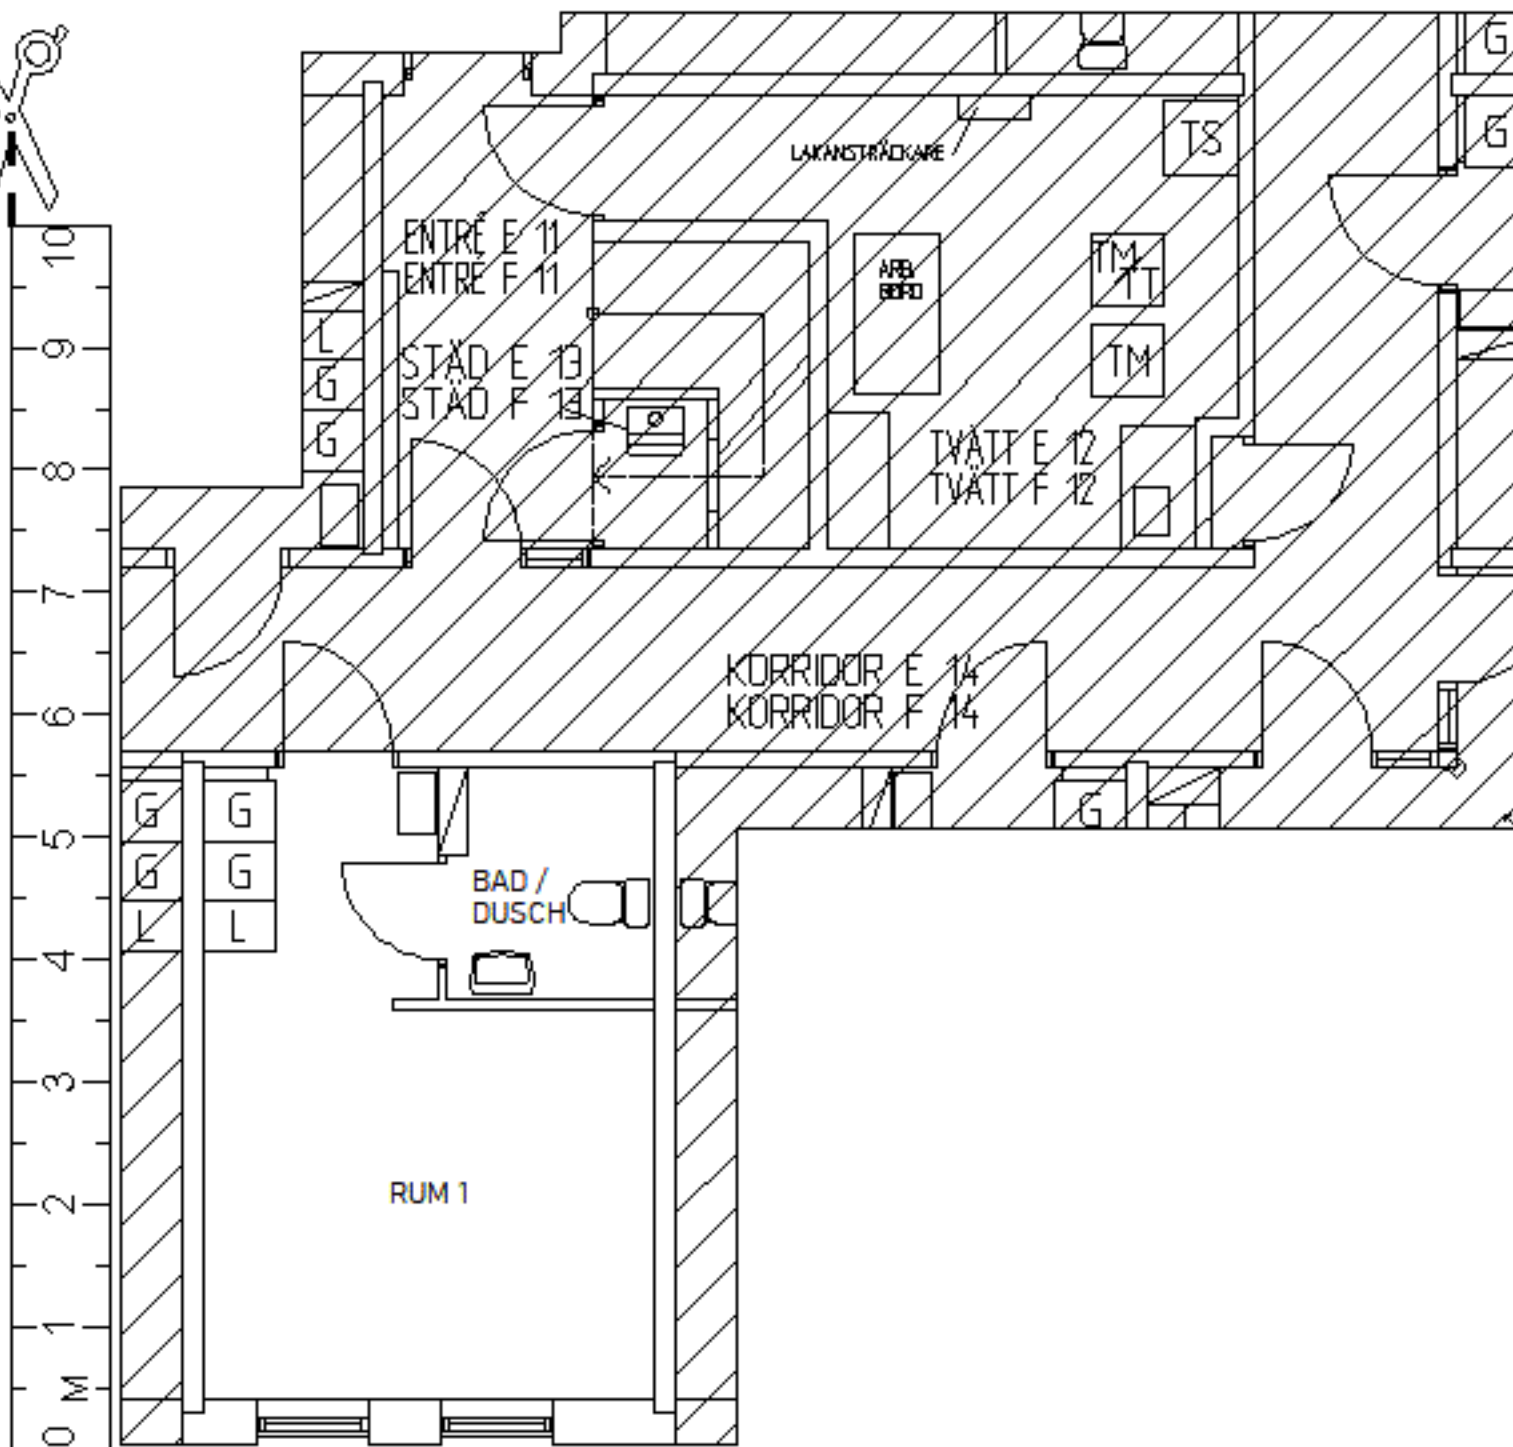 G
TS
G
LAKANSTRÄCKARE
10
ENTRÉ E 11
ENTRÉ F 11
ARB.
BORD
TM
TT
9
L
G
STÄD E 13
STÄD F 13
TM
G
8
TVÄTT E 12
TVÄTT F 12
7
KORRIDOR E 14
KORRIDOR F 14
6
G
G
G
5
G
G
BAD /
DUSCH
L
L
4
3
2
RUM 1
1
M
0